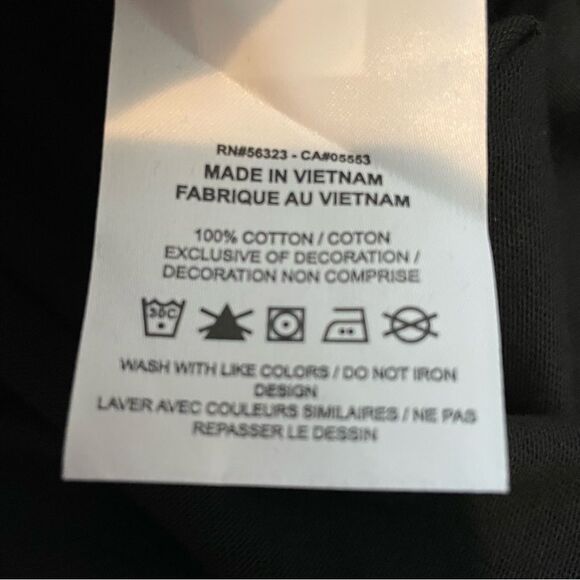 RN#56323 - CA#05553
MADE IN VIETNAM
FABRIQUE AU VIETNAM
100% COTTON / COTON
EXCLUSIVE OF DECORATION /
DECORATION NON COMPRISE
30C
WASH WITH LIKE COLORS / DO NOT IRON
DESIGN
LAVER AVEC COULEURS SIMILAIRES / NE PAS
REPASSER LE DESSIN